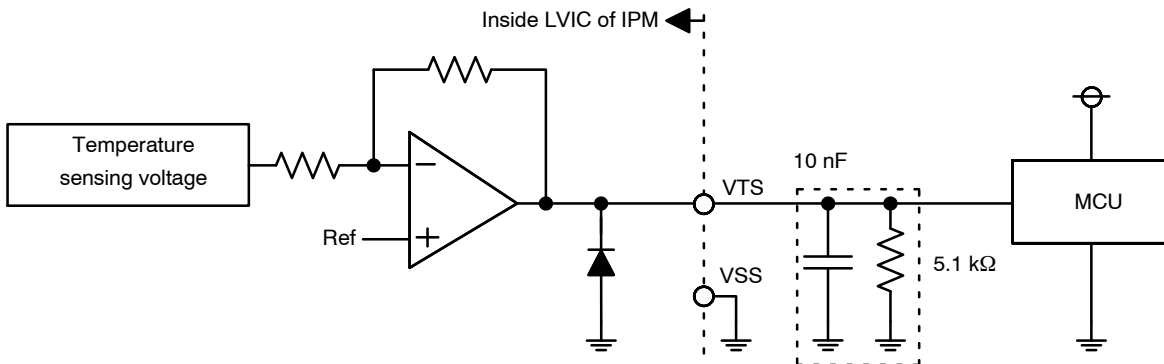 Inside LVIC of IPM
Temperature
sensing voltage
−
+
Ref
VTS
VSS
10 nF
5.1 kΩ
MCU